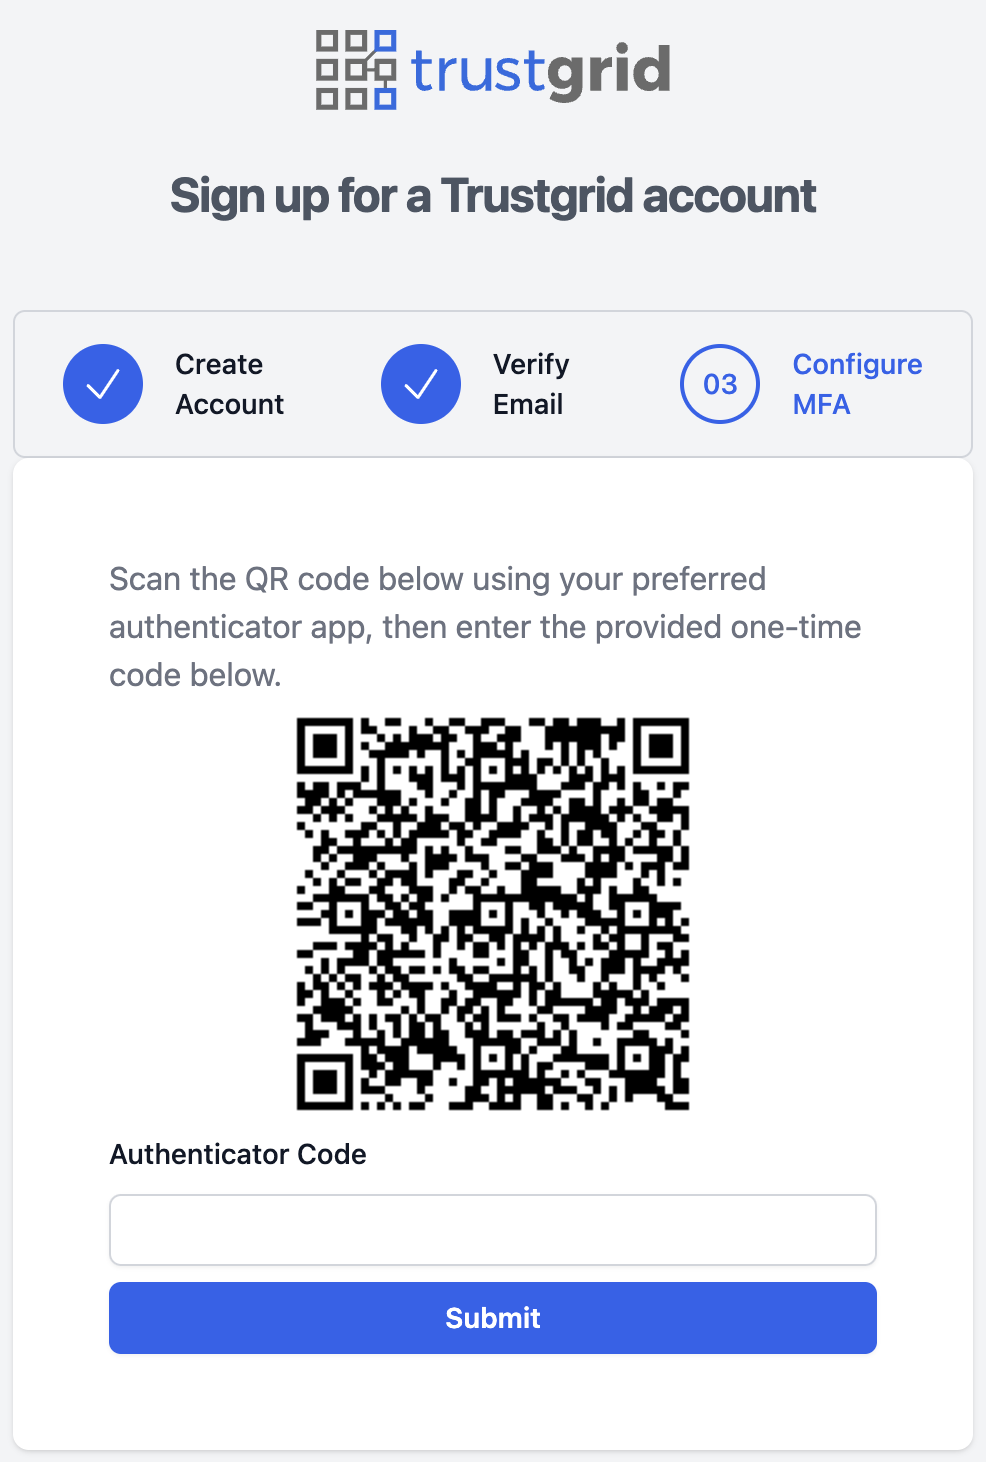 trustgrid
Sign up for a Trustgrid account
Create
Account
Verify
Email
03
Configure
MFA
Scan the QR code below using your preferred
authenticator app, then enter the provided one-time
code below.
Authenticator Code
Submit